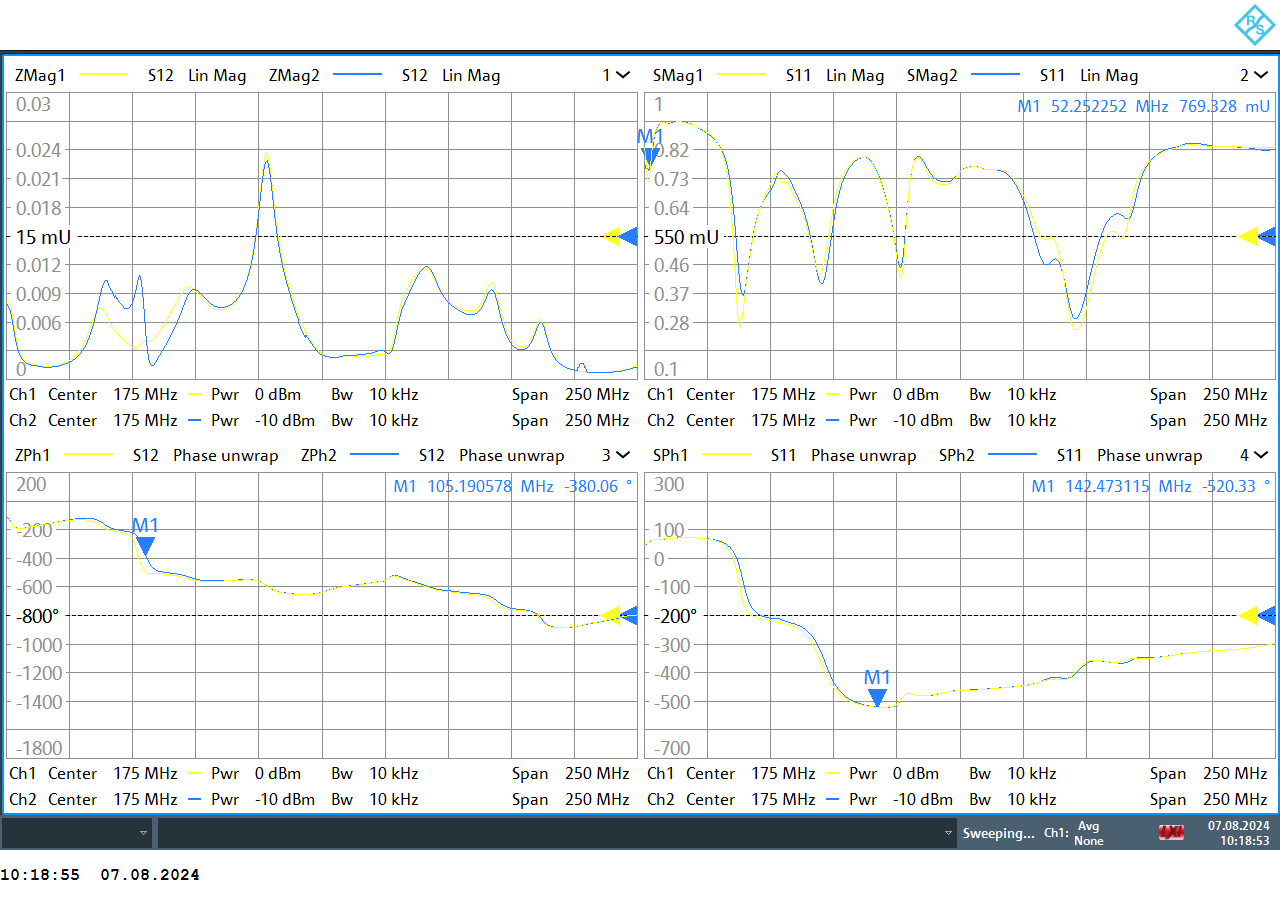 R S
ZMag1 S12 Lin Mag ZMag2 S12 Lin Mag 1
0.03
0.024
0.021
0.018
15 mU
0.012
0.009
0.006
0
Ch1 Center 175 MHz Pwr 0 dBm Bw 10 kHz Span 250 MHz
Ch2 Center 175 MHz Pwr -10 dBm Bw 10 kHz Span 250 MHz
SMag1 S11 Lin Mag SMag2 S11 Lin Mag 2
M1 52.252252 MHz 769.328 mU
M1
1
0.82
0.73
0.64
550 mU
0.46
0.37
0.28
0.1
Ch1 Center 175 MHz Pwr 0 dBm Bw 10 kHz Span 250 MHz
Ch2 Center 175 MHz Pwr -10 dBm Bw 10 kHz Span 250 MHz
ZPh1 S12 Phase unwrap ZPh2 S12 Phase unwrap 3
M1 105.190578 MHz -380.06 °
M1
200
-200
-400
-600
-800°
-1000
-1200
-1400
-1800
Ch1 Center 175 MHz Pwr 0 dBm Bw 10 kHz Span 250 MHz
Ch2 Center 175 MHz Pwr -10 dBm Bw 10 kHz Span 250 MHz
SPh1 S11 Phase unwrap SPh2 S11 Phase unwrap 4
M1 142.473115 MHz -520.33 °
M1
300
100
0
-100
-200°
-300
-400
-500
-700
Ch1 Center 175 MHz Pwr 0 dBm Bw 10 kHz Span 250 MHz
Ch2 Center 175 MHz Pwr -10 dBm Bw 10 kHz Span 250 MHz
Sweeping... Ch1: Avg None LXI 07.08.2024 10:18:53
10:18:55 07.08.2024